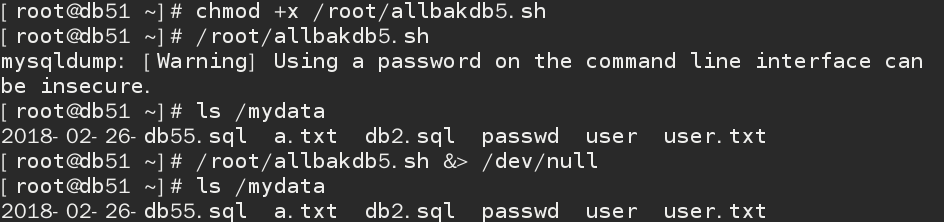 [root@db51 ~]# chmod +x /root/allbakdb5.sh
[root@db51 ~]# /root/allbakdb5.sh
mysqldump: [Warning] Using a password on the command line interface can
be insecure.
[root@db51 ~]# ls /mydata
2018-02-26-db55.sql  a.txt  db2.sql  passwd  user  user.txt
[root@db51 ~]# /root/allbakdb5.sh &> /dev/null
[root@db51 ~]# ls /mydata
2018-02-26-db55.sql  a.txt  db2.sql  passwd  user  user.txt